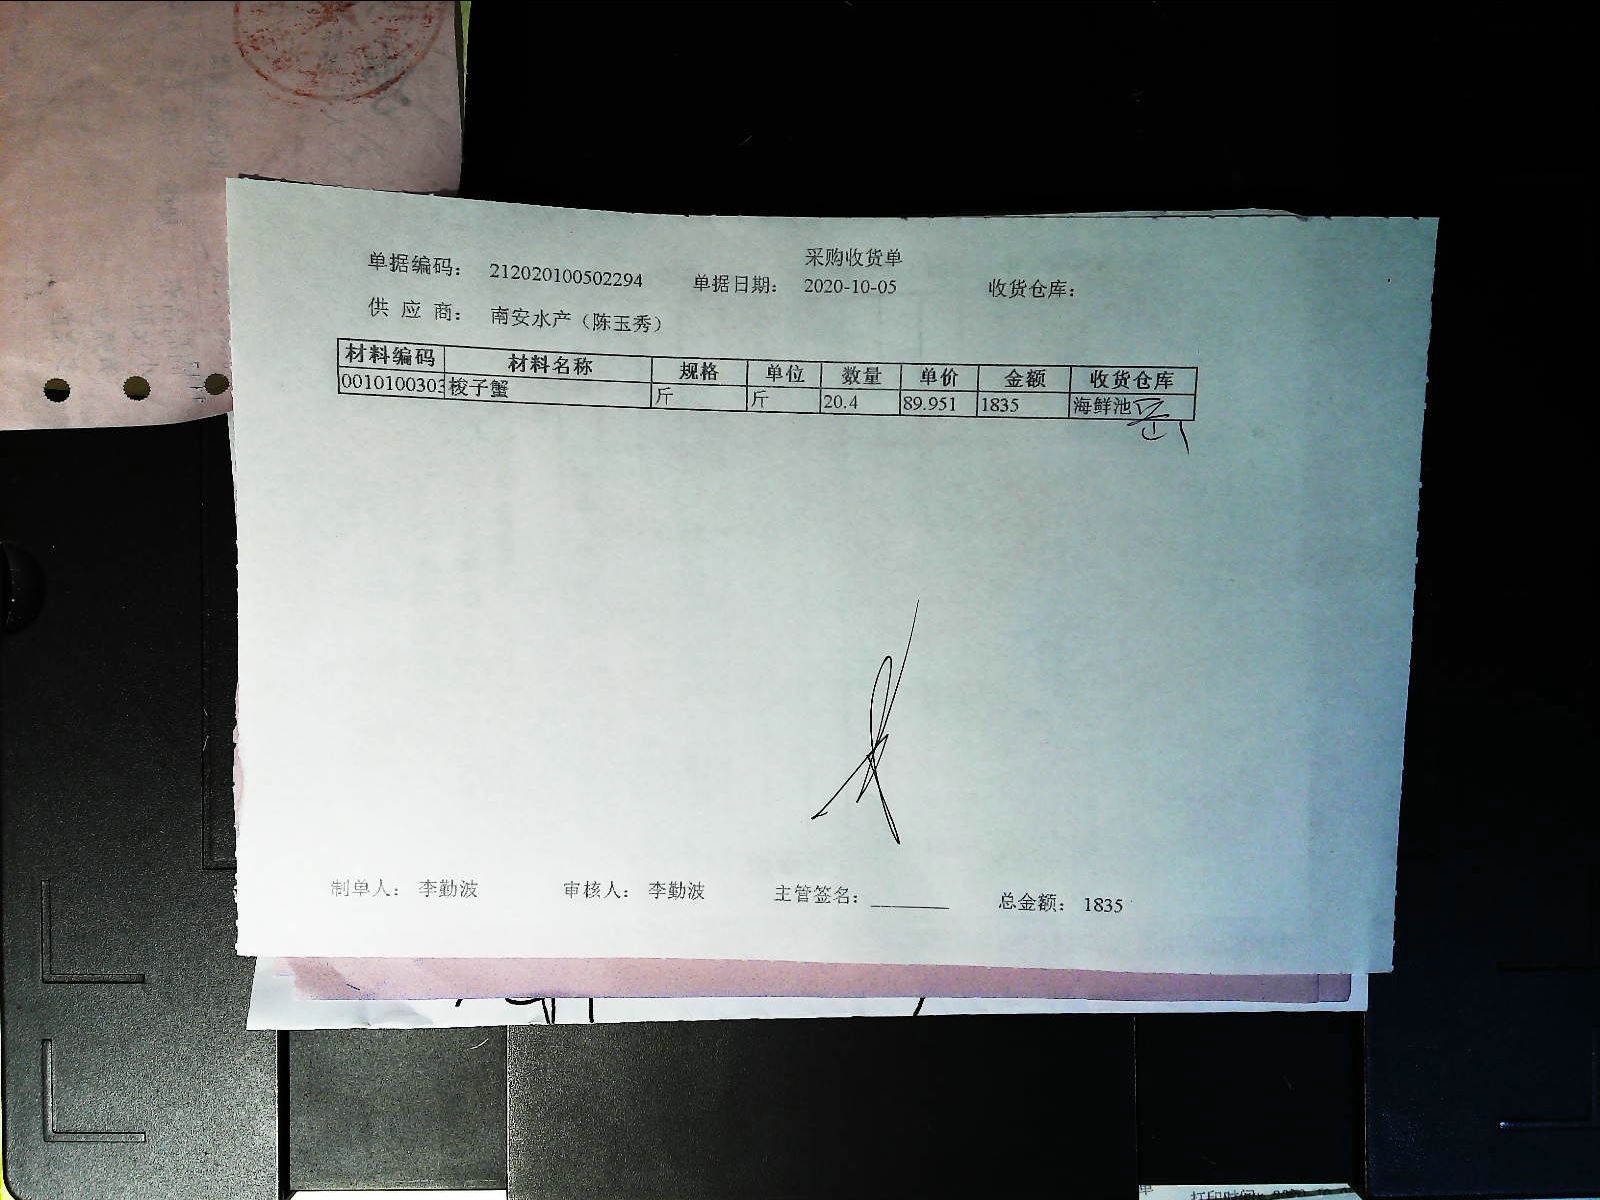 采购收货单
单据编码： 212020100502294 单据日期： 2020-10-05 收货仓库：
供 应 商： 南安水产（陈玉秀）
材料编码 材料名称 规格 单位 数量 单价 金额 收货仓库
0010100303 梭子蟹 斤 斤 20.4 89.951 1835 海鲜池
制单人： 李勤波 审核人： 李勤波 主管签名：________ 总金额： 1835